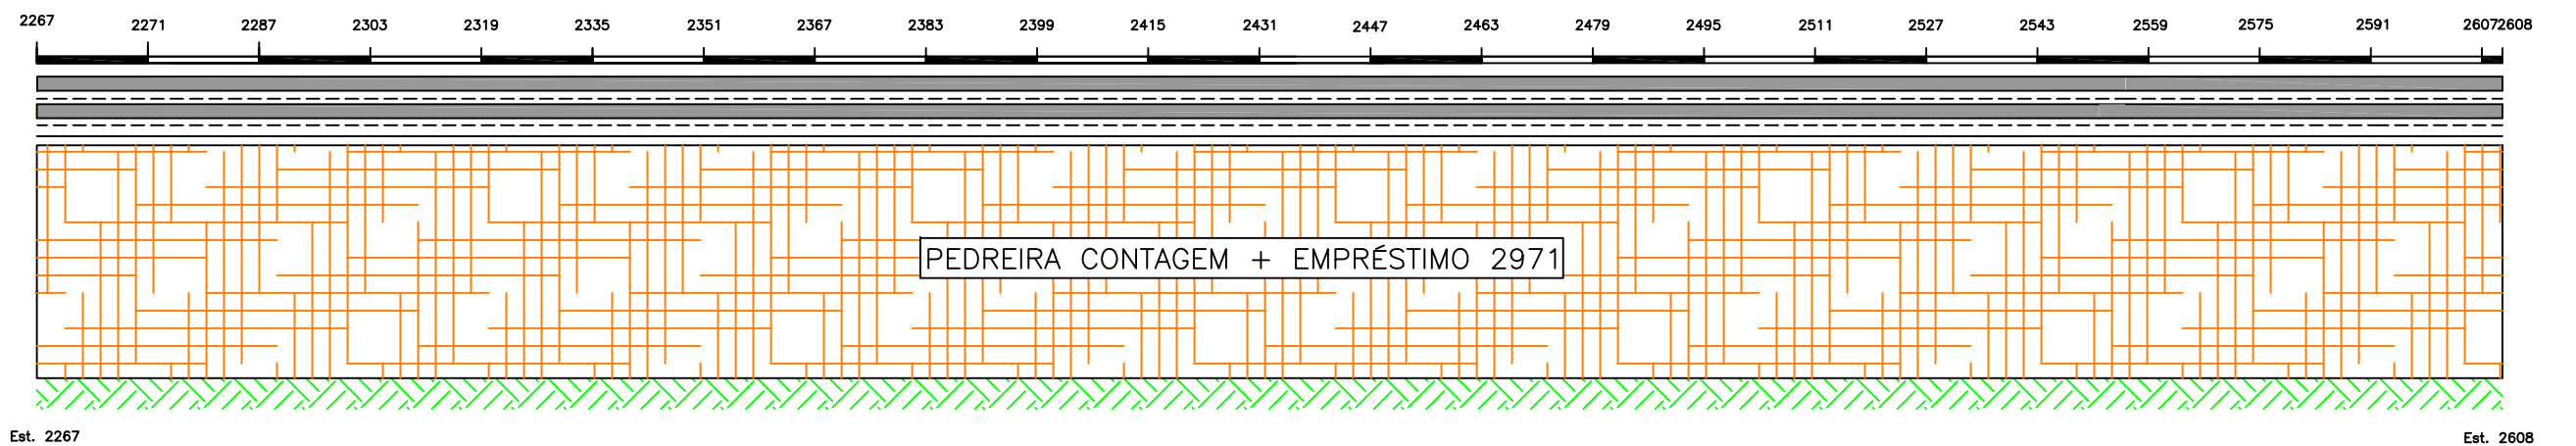 2267 2271 2287 2303 2319 2335 2351 2367 2383 2399 2415 2431 2447 2463 2479 2495 2511 2527 2543 2559 2575 2591 2607 2608
PEDREIRA CONTAGEM + EMPRÉSTIMO 2971
Est. 2267 Est. 2608